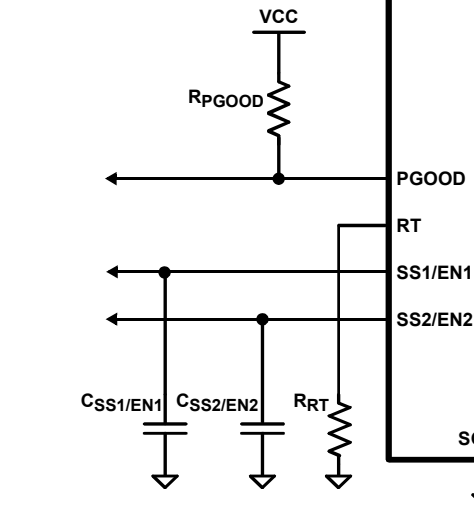 VCC
RPGOOD
PGOOD
RT
SS1/EN1
SS2/EN2
CSS1/EN1 CSS2/EN2 RRT